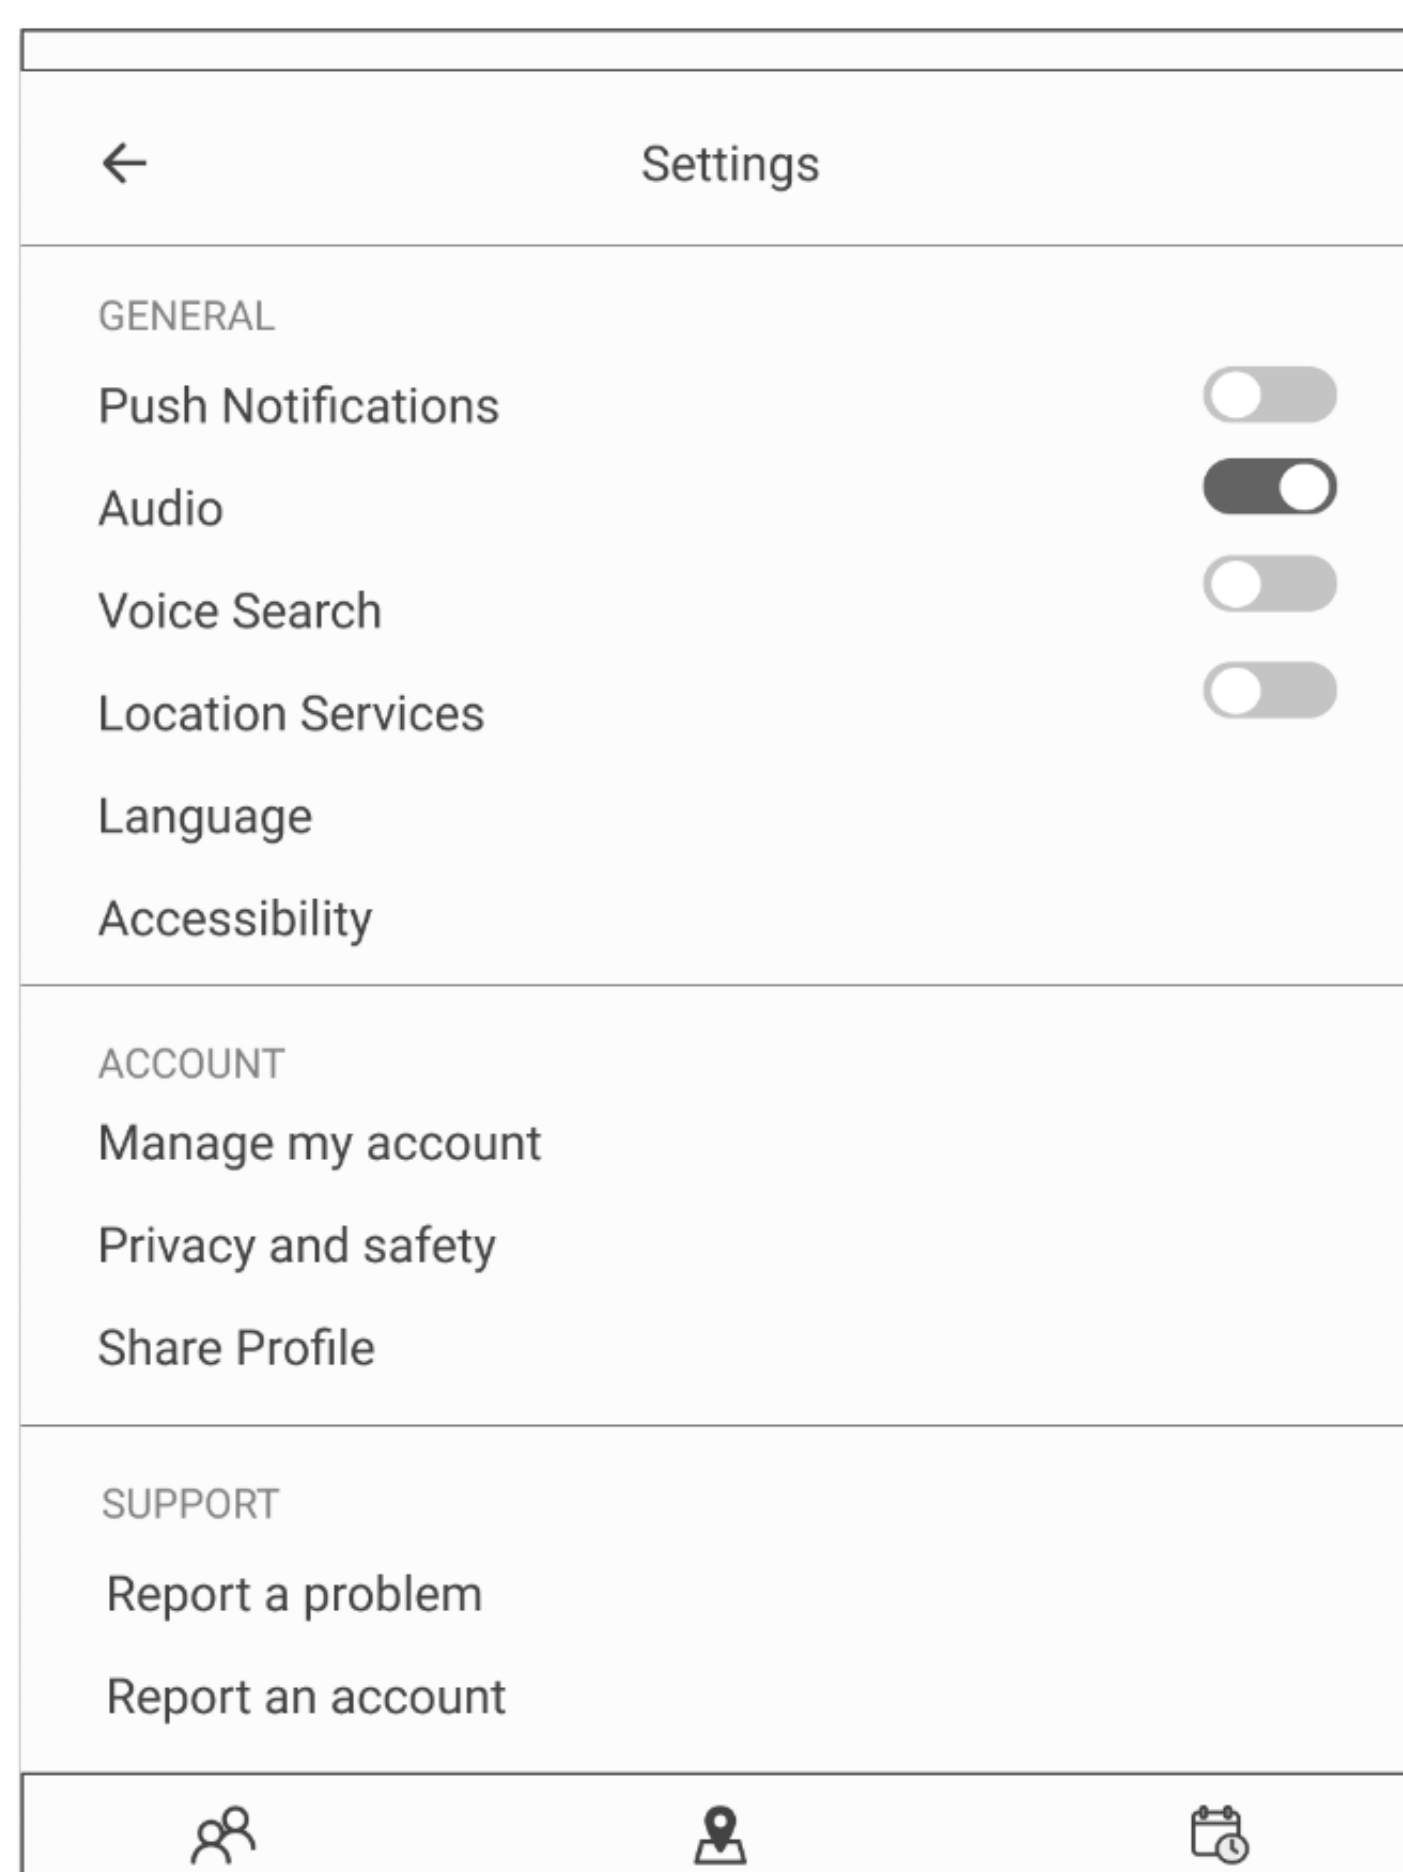 Settings
GENERAL
Push Notifications
Audio
Voice Search
Location Services
Language
Accessibility
ACCOUNT
Manage my account
Privacy and safety
Share Profile
SUPPORT
Report a problem
Report an account